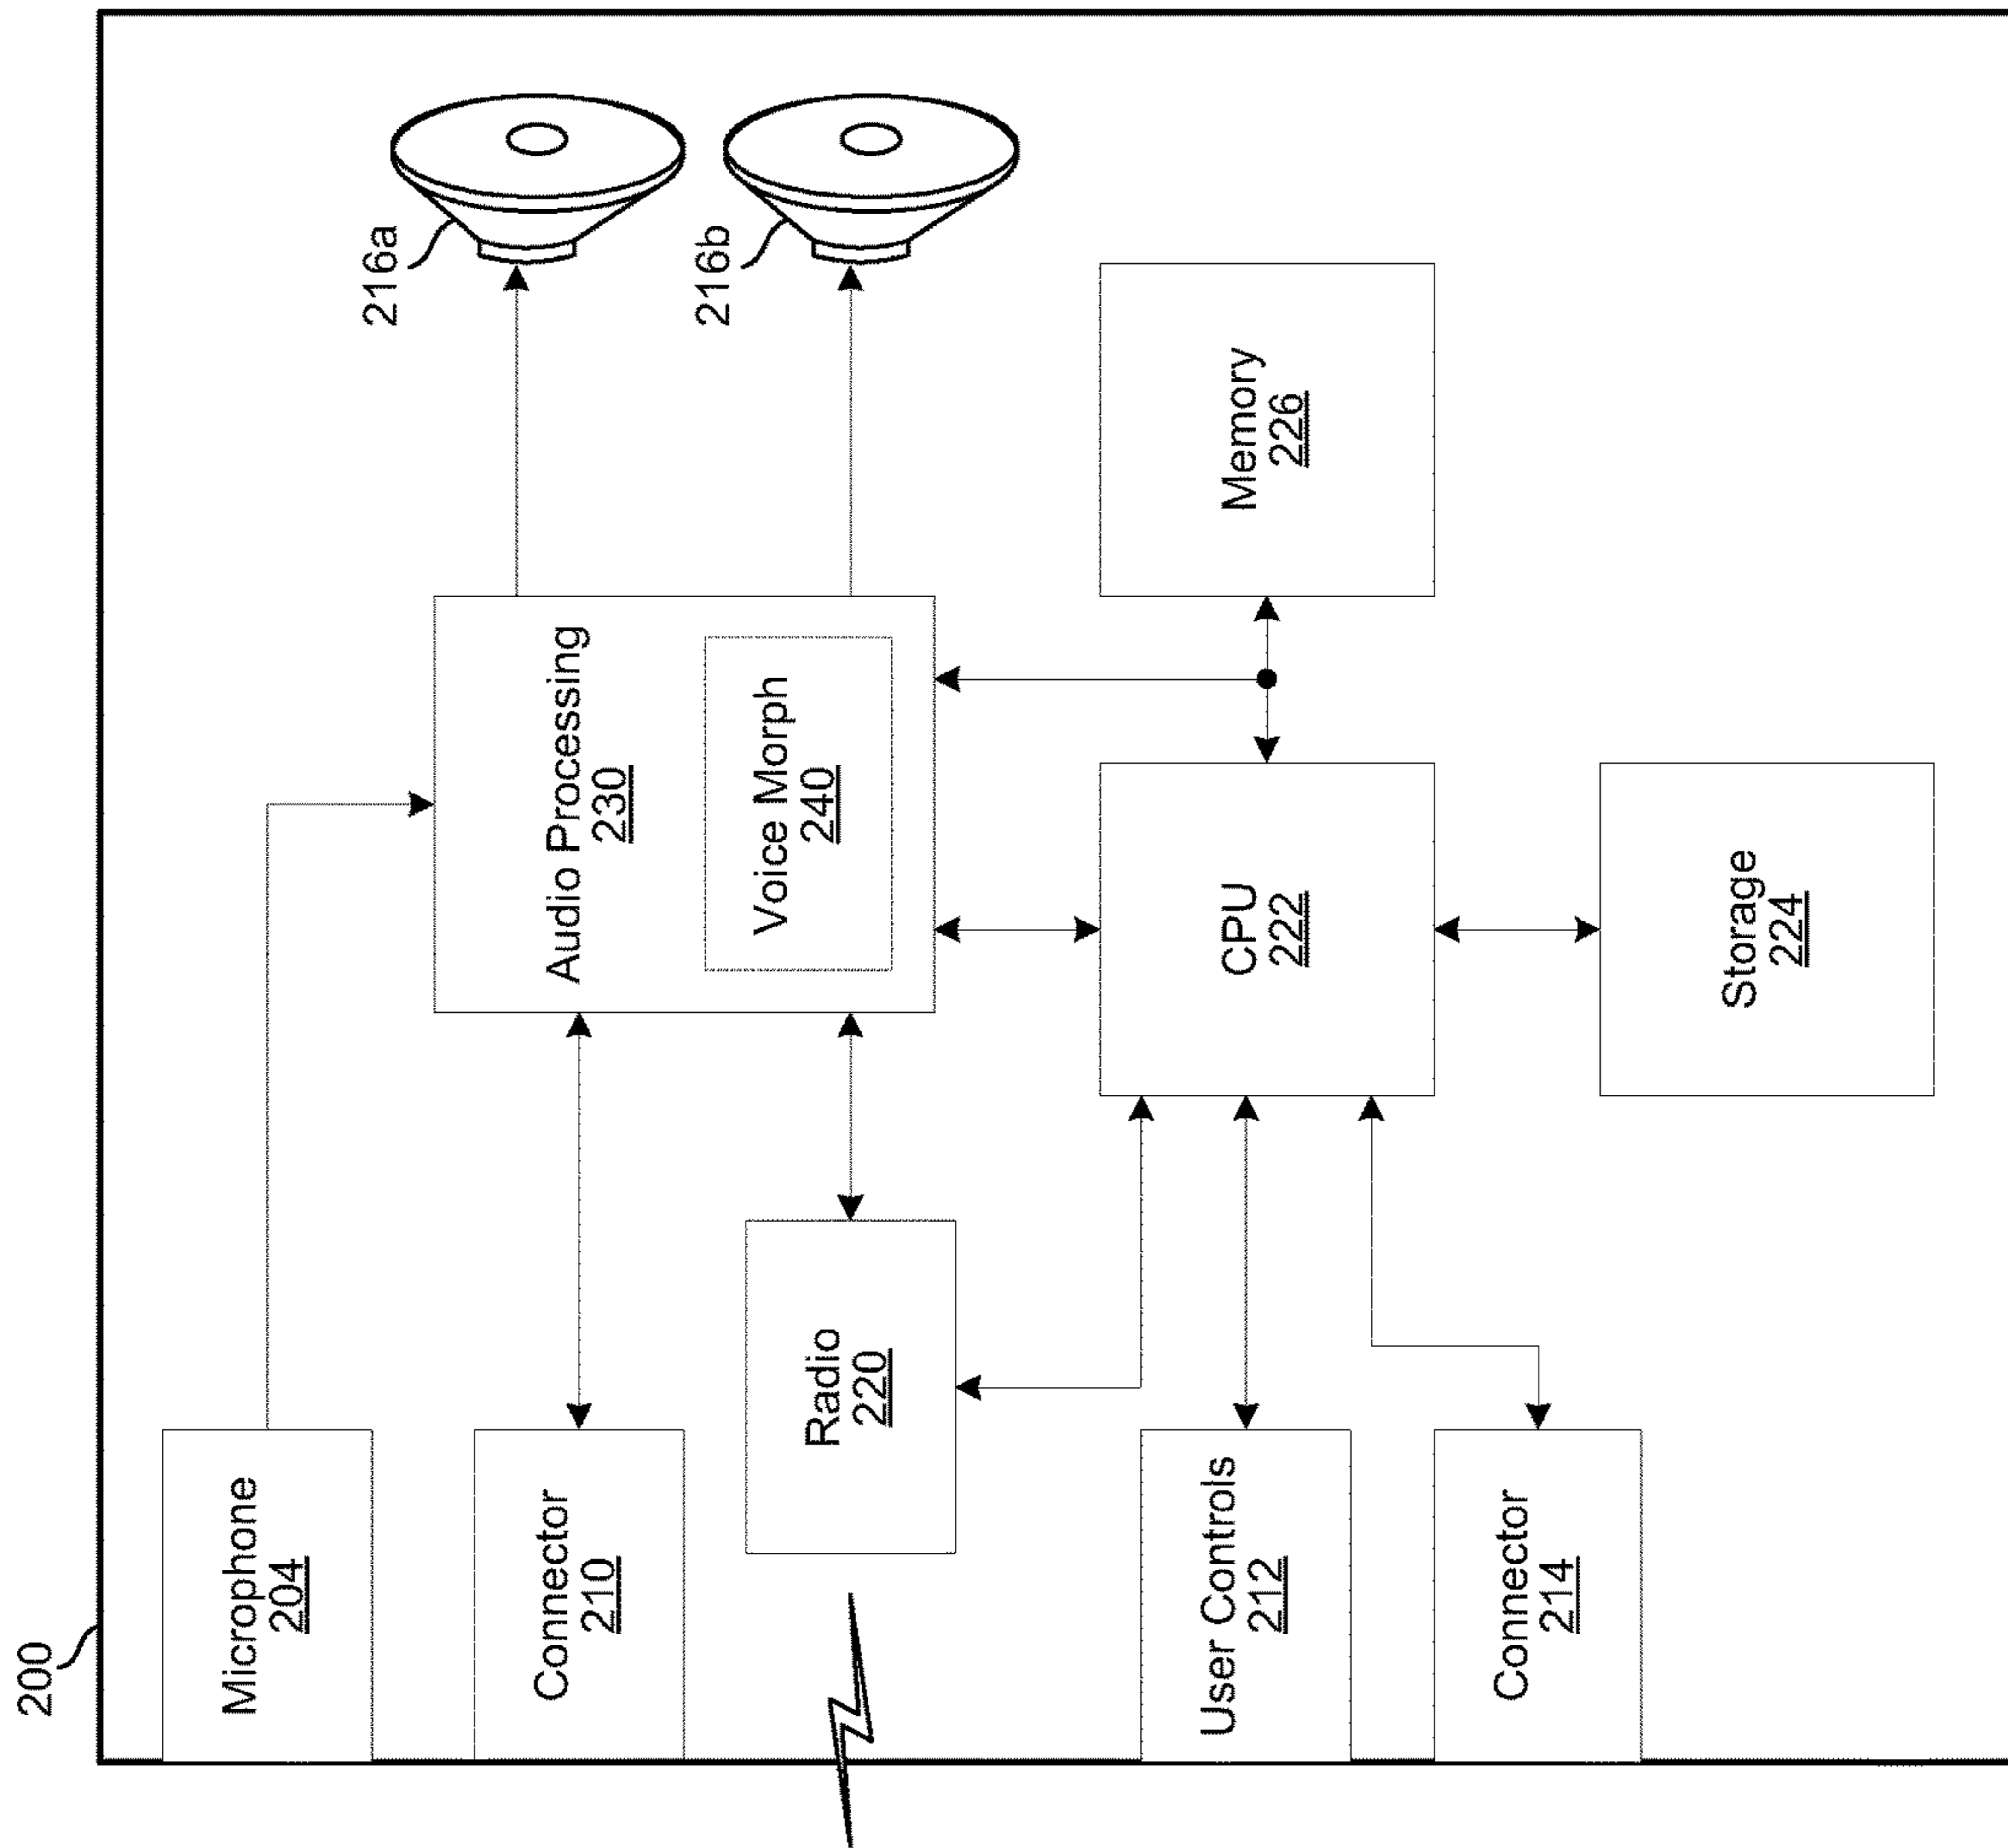 200
Microphone
204
Connector
210
Radio
220
User Controls
212
Connector
214
Audio Processing
230
Voice Morph
240
CPU
222
Storage
224
Memory
226
216a
216b